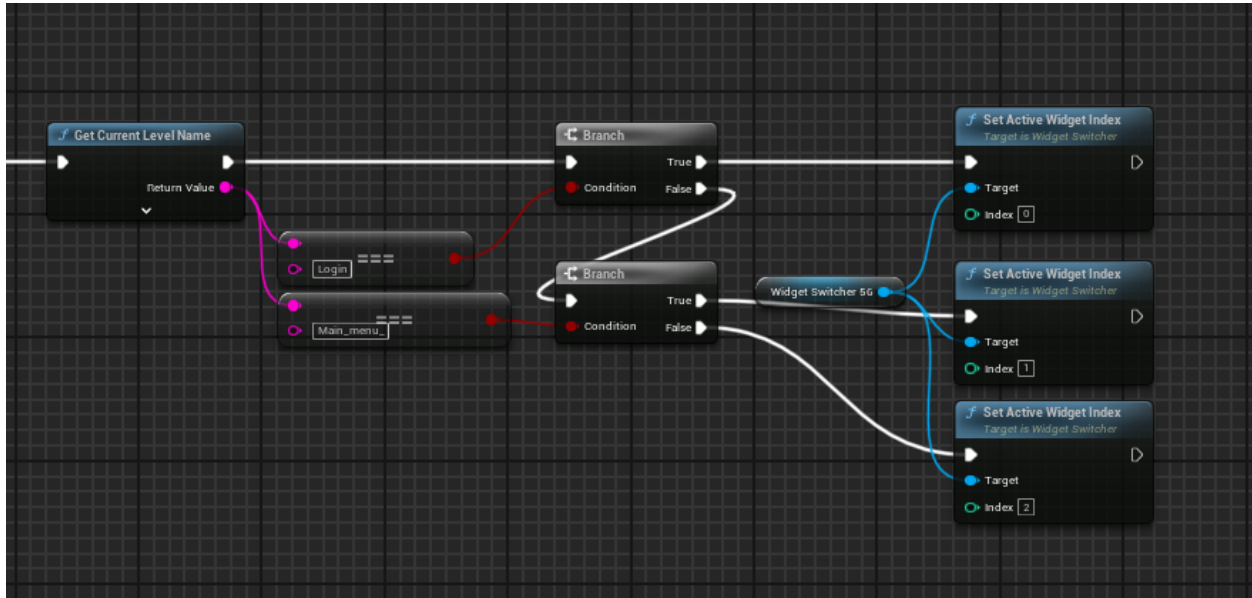 Get Current Level Name
Return Value
===
Login
===
Main_menu_
Branch
True
Condition
False
Branch
True
Condition
False
Widget Switcher 56
Set Active Widget Index
Target is Widget Switcher
Target
Index 0
Set Active Widget Index
Target is Widget Switcher
Target
Index 1
Set Active Widget Index
Target is Widget Switcher
Target
Index 2